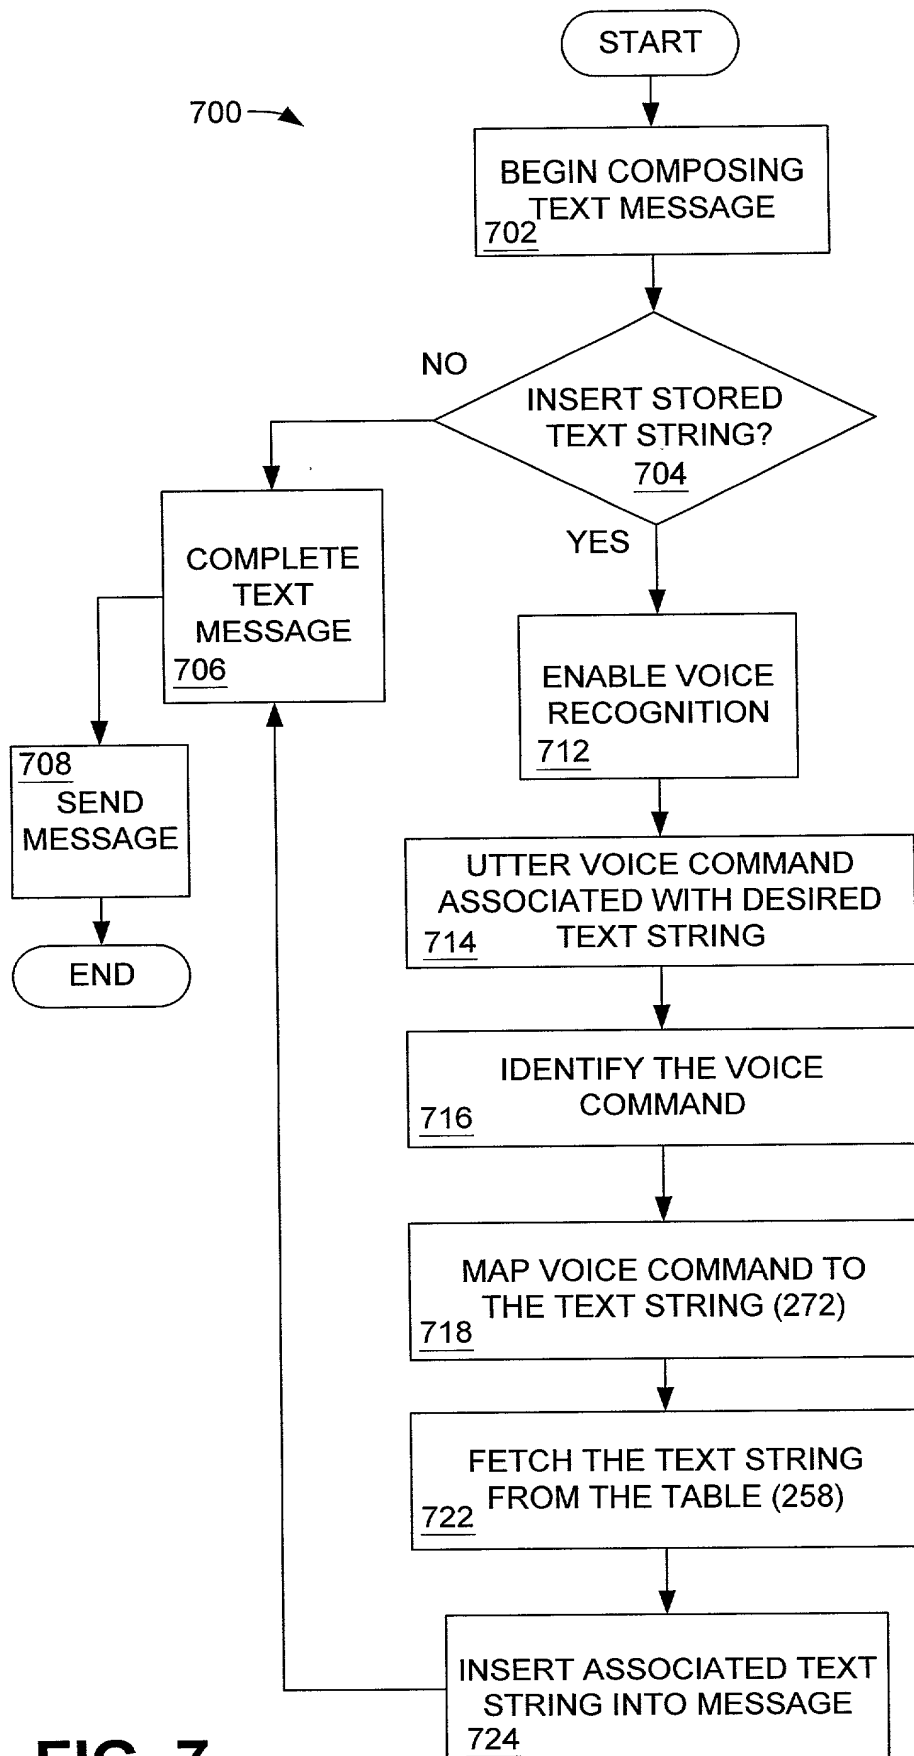 START
700
BEGIN COMPOSING
TEXT MESSAGE
702
NO
INSERT STORED
TEXT STRING?
704
YES
COMPLETE
TEXT
MESSAGE
706
ENABLE VOICE
RECOGNITION
712
708
SEND
MESSAGE
END
UTTER VOICE COMMAND
ASSOCIATED WITH DESIRED
TEXT STRING
714
IDENTIFY THE VOICE
COMMAND
716
MAP VOICE COMMAND TO
THE TEXT STRING (272)
718
FETCH THE TEXT STRING
FROM THE TABLE (258)
722
INSERT ASSOCIATED TEXT
STRING INTO MESSAGE
724
FIG. 7